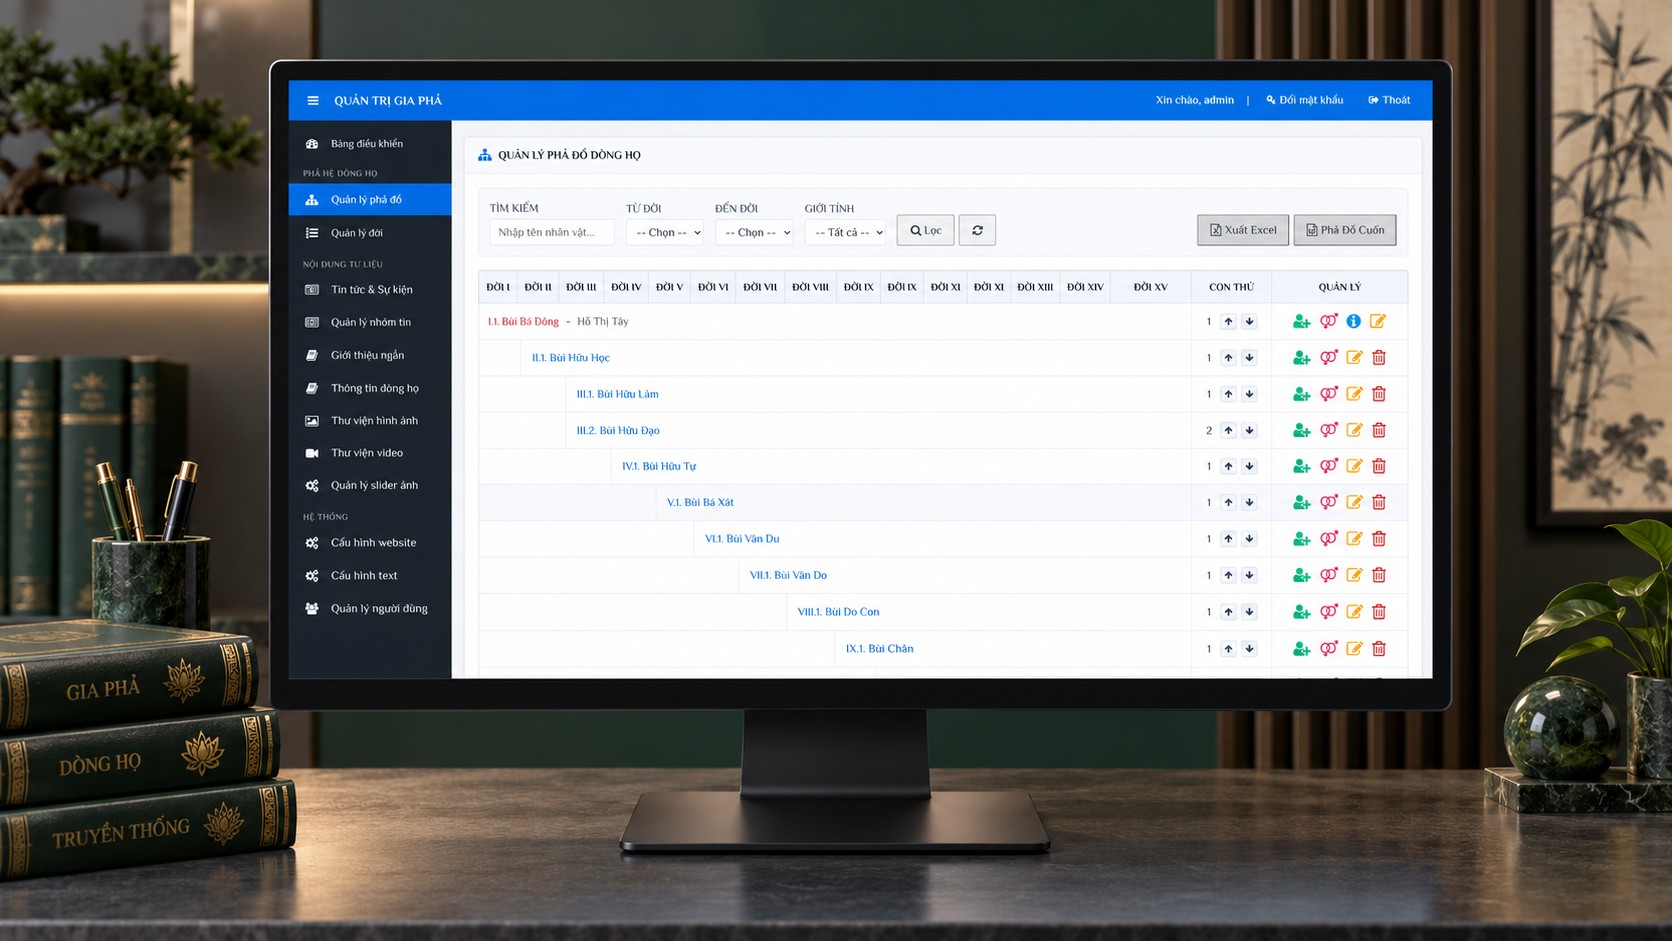 QUẢN TRỊ GIA PHẢ
Xin chào, admin | Đổi mật khẩu Thoát
Bảng điều khiển
PHẢ HỆ DÒNG HỌ
Quản lý phả đồ
Quản lý đời
NỘI DUNG TƯ LIỆU
Tin tức & Sự kiện
Quản lý nhóm tin
Giới thiệu ngắn
Thông tin dòng họ
Thư viện hình ảnh
Thư viện video
Quản lý slider ảnh
HỆ THỐNG
Cấu hình website
Cấu hình text
Quản lý người dùng
QUẢN LÝ PHẢ ĐỒ DÒNG HỌ
TÌM KIẾM TỪ ĐỜI ĐẾN ĐỜI GIỚI TÍNH
Nhập tên nhân vật... -- Chọn -- -- Chọn -- -- Tất cả -- Lọc Xuất Excel Phả Đồ Cuốn
ĐỜI I ĐỜI II ĐỜI III ĐỜI IV ĐỜI V ĐỜI VI ĐỜI VII ĐỜI VIII ĐỜI IX ĐỜI IX ĐỜI XI ĐỜI XI ĐỜI XIII ĐỜI XIV ĐỜI XV CON THỨ QUẢN LÝ
I.1. Bùi Bá Dông - Hồ Thị Tây 1
II.1. Bùi Hữu Học 1
III.1. Bùi Hữu Làm 1
III.2. Bùi Hữu Đạo 2
IV.1. Bùi Hữu Tự 1
V.1. Bùi Bá Xát 1
VI.1. Bùi Văn Du 1
VII.1. Bùi Văn Do 1
VIII.1. Bùi Do Con 1
IX.1. Bùi Chân 1
GIA PHẢ
DÒNG HỌ
TRUYỀN THỐNG